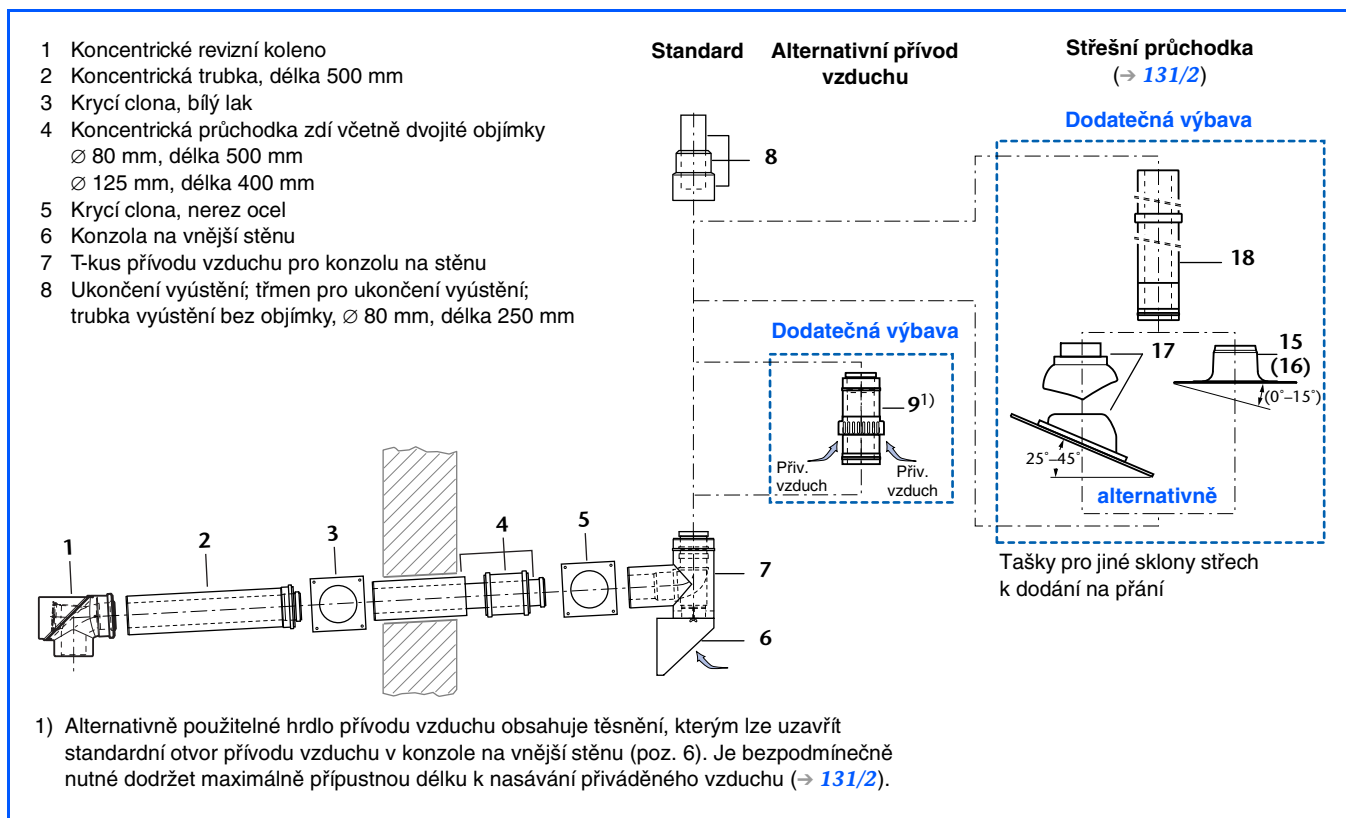 1 Koncentrické revizní koleno
2 Koncentrická trubka, délka 500 mm
3 Krycí clona, bílý lak
4 Koncentrická průchodka zdí včetně dvojité objímky
∅ 80 mm, délka 500 mm
∅ 125 mm, délka 400 mm
5 Krycí clona, nerez ocel
6 Konzola na vnější stěnu
7 T-kus přívodu vzduchu pro konzolu na stěnu
8 Ukončení vyústění; třmen pro ukončení vyústění;
trubka vyústění bez objímky, ∅ 80 mm, délka 250 mm
Standard
Alternativní přívod
vzduchu
Střešní průchodka
(→ 131/2)
Dodatečná výbava
8
18
17
15
(16)
(0°–15°)
25°–45°
alternativně
Tašky pro jiné sklony střech
k dodání na přání
Dodatečná výbava
9 1)
Přiv.
vzduch
Přiv.
vzduch
1
2
3
4
5
7
6
1) Alternativně použitelné hrdlo přívodu vzduchu obsahuje těsnění, kterým lze uzavřít
standardní otvor přívodu vzduchu v konzole na vnější stěnu (poz. 6). Je bezpodmínečně
nutné dodržet maximálně přípustnou délku k nasávání přiváděného vzduchu (→ 131/2).